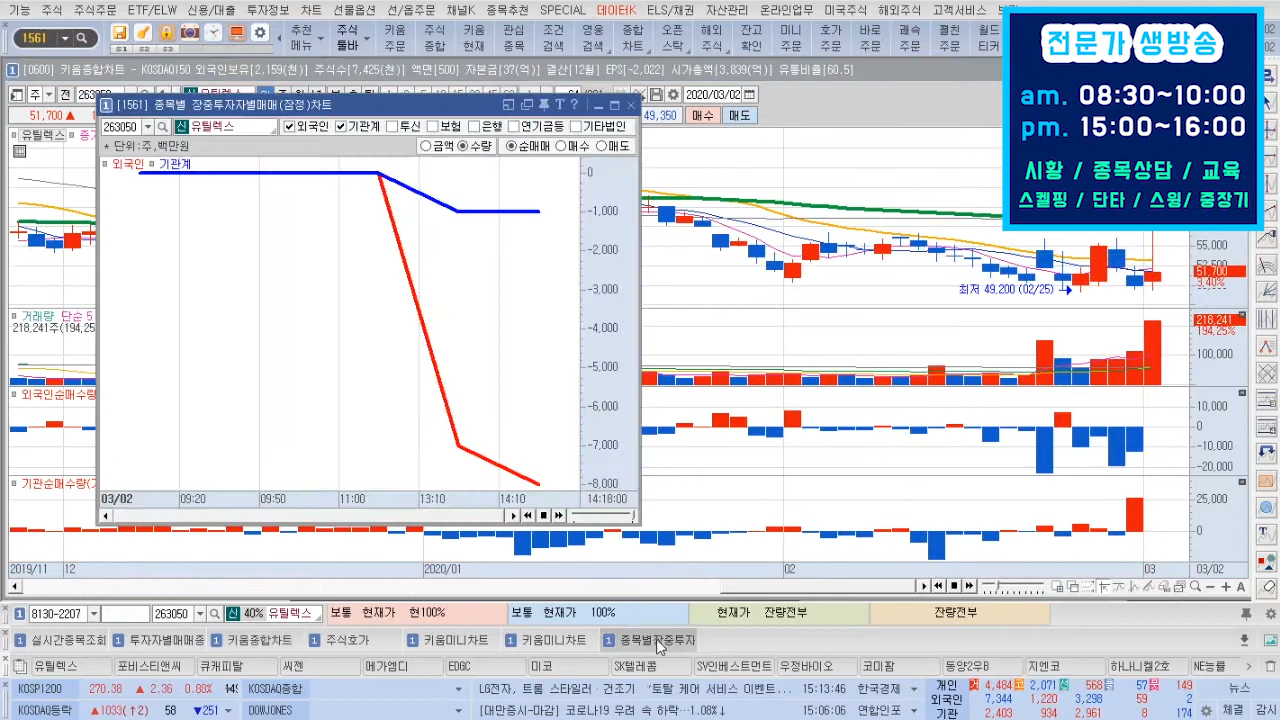 기능 주식 주식주문 ETF/ELW 신용/대출 투자정보 차트 선물옵션 선/옵주문 채널K 종목추천 SPECIAL 데이터K ELS/채권 자산관리 온라인업무 미국주식 해외주식 고객서비스
1561
전문가 생방송
am. 08:30~10:00
pm. 15:00~16:00
시황 / 종목상담 / 교육
스켈핑 / 단타 / 스윙/ 중장기
1 [0600] 키움종합차트 - KOSDAQ150 외국인보유[2,159(천)] 주식수[7,425(천)] 액면[500] 자본금[37(억)] 결산[12월] EPS[-2,022] 시가총액[3,839(억)] 유통비율[60,5]
2020/03/02
51,700 ▲
49,350 매수 매도
1 [1561] 종목별 장중투자자별매매(잠정)차트
263050 신 유틸렉스 외국인 기관계 투신 보험 은행 연기금등 기타법인
* 단위:주,백만원 금액 수량 순매매 매수 매도
외국인 기관계
0
-1,000
-2,000
-3,000
-4,000
-5,000
-6,000
-7,000
-8,000
03/02 09:20 09:50 11:00 13:10 14:10 14:18:00
유틸렉스
55,000
51,700
3,40%
최저 49,200 (02/25)
거래량 단순 5
218,241주(194,25%
218,241
194,25%
100,000
외국인순매수량
10,000
0
-10,000
-20,000
기관순매수량(
25,000
0
2019/11 12 2020/01 02 03 03/02
1 8130-2207 263050 신 40% 유틸렉스 보통 현재가 현100% 보통 현재가 100% 현재가 잔량전부 잔량전부
1 실시간종목조회 1 투자자별매매종 1 키움종합차트 1 주식호가 1 키움미니차트 1 키움미니차트 1 종목별
유틸렉스 포비스티앤씨 큐캐피탈 씨젠 메가엠디 EDGC 미코 SK텔레콤 SV인베스트먼트 우정바이오 코미팜 동양2우B 지엔코 하나니켈2호 NE능률
KOSPI200 270.38 ▲ 2.36 0.88% KOSDAQ종합 LG전자, 트롬 스타일러·건조기 '토탈 케어 서비스 이벤트... 15:13:46 한국경제 개인 4,484 2,071 568 57 149 뉴스
외국인 7,344 1,220 3,298 59 2
KOSDAQ등락 ▲1033(↑2) 58 ▼251 DOWJONES [대만증시-마감] 코로나19 우려 속 하락...1.08%↓ 15:06:06 연합인포 기관 2,403 934 2,961 8 174 체결 감시